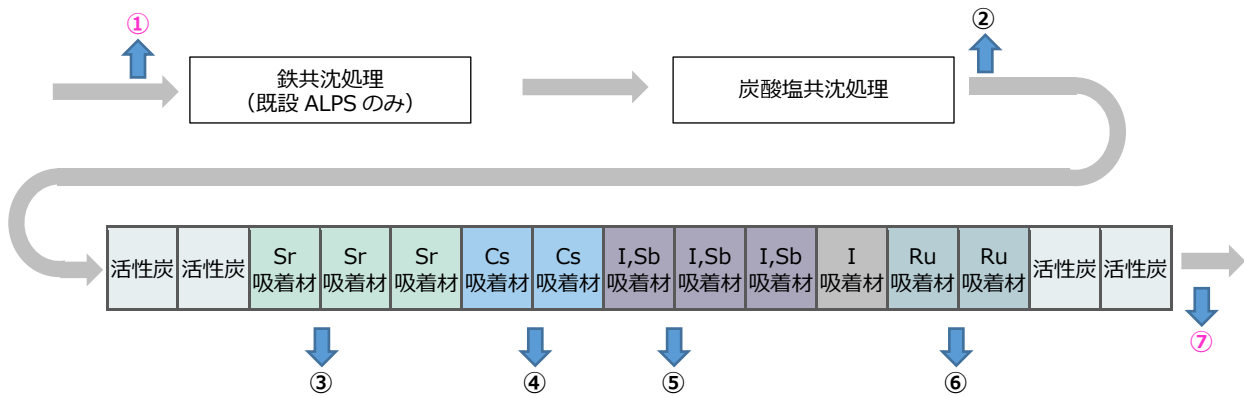 ①
②
鉄共沈処理
(既設 ALPS のみ)
炭酸塩共沈処理
活性炭
活性炭
Sr
吸着材
Sr
吸着材
Sr
吸着材
Cs
吸着材
Cs
吸着材
I,Sb
吸着材
I,Sb
吸着材
I,Sb
吸着材
I
吸着材
Ru
吸着材
Ru
吸着材
活性炭
活性炭
③
④
⑤
⑥
⑦